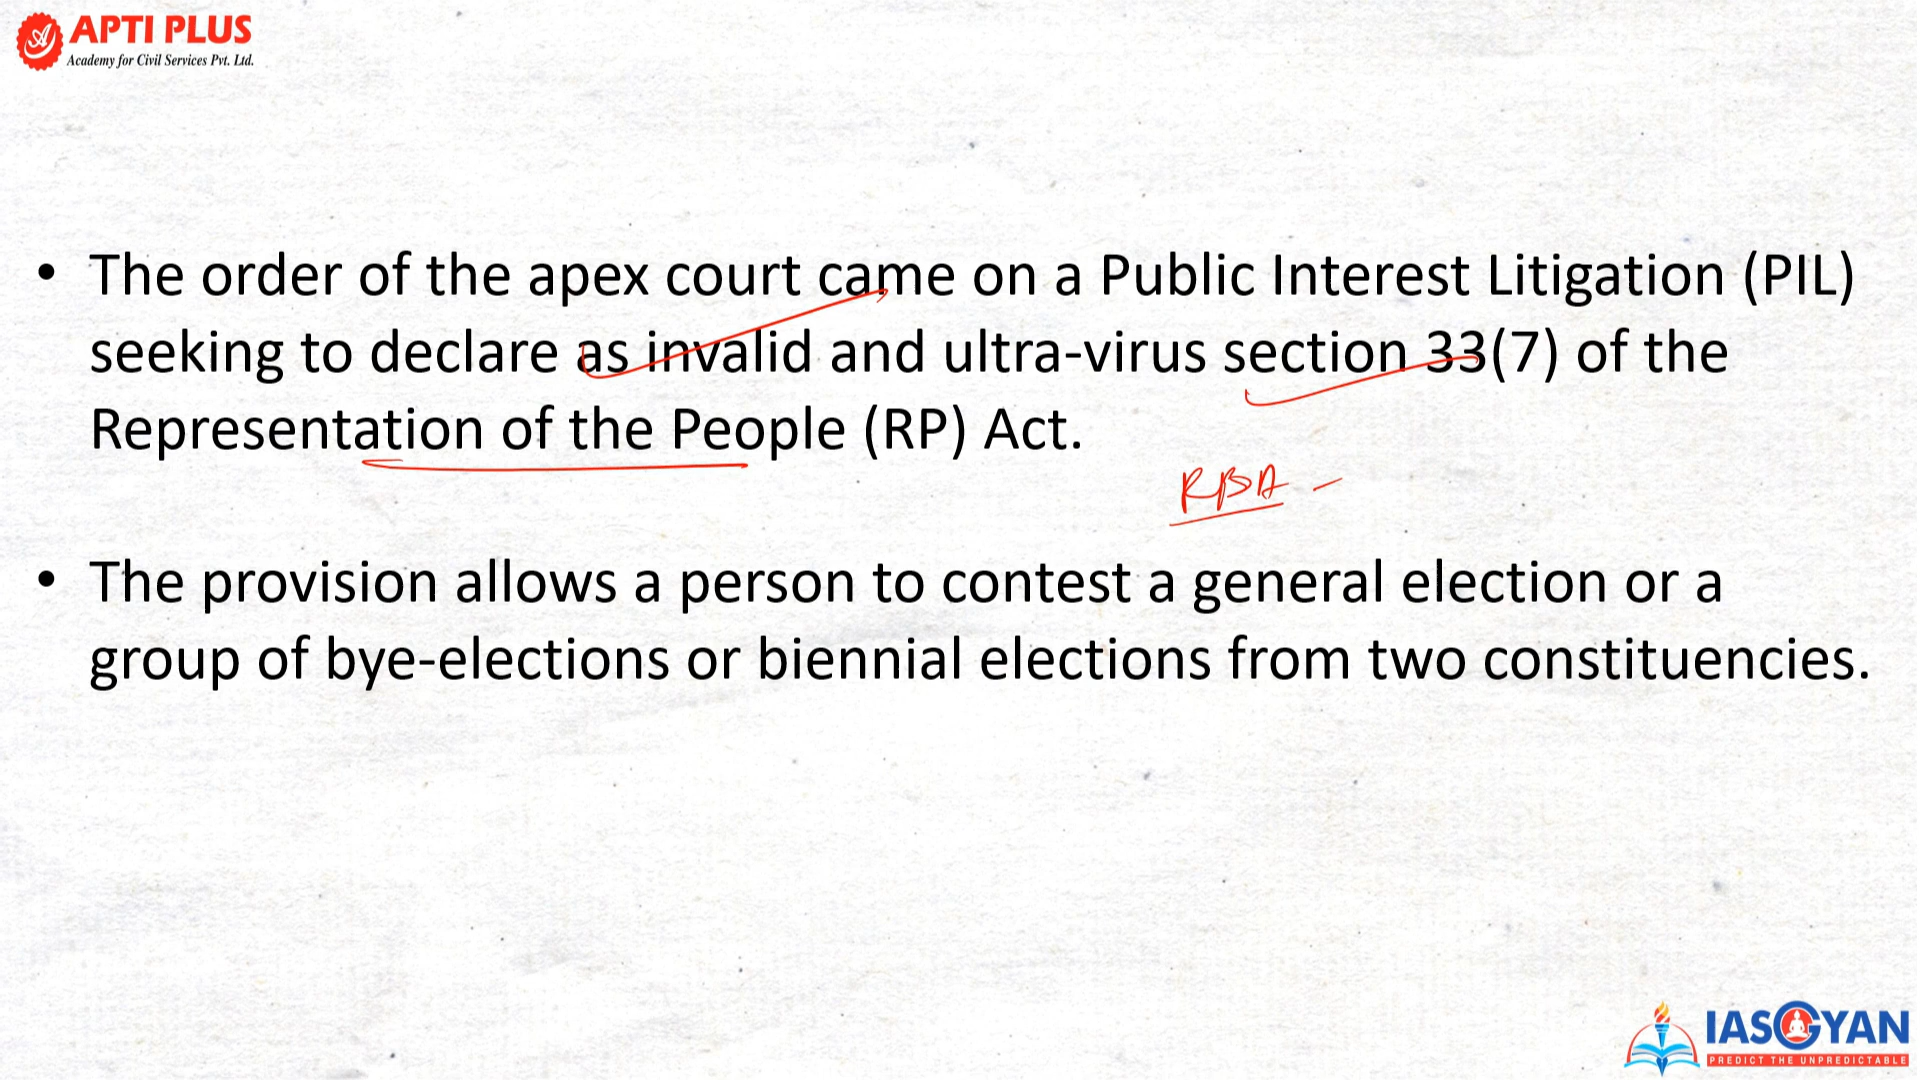 APTI PLUS
Academy for Civil Services Pvt. Ltd.
• The order of the apex court came on a Public Interest Litigation (PIL)
seeking to declare as invalid and ultra-virus section 33(7) of the
Representation of the People (RP) Act.
• The provision allows a person to contest a general election or a
group of bye-elections or biennial elections from two constituencies.
IASGYAN
PREDICT THE UNPREDICTABLE